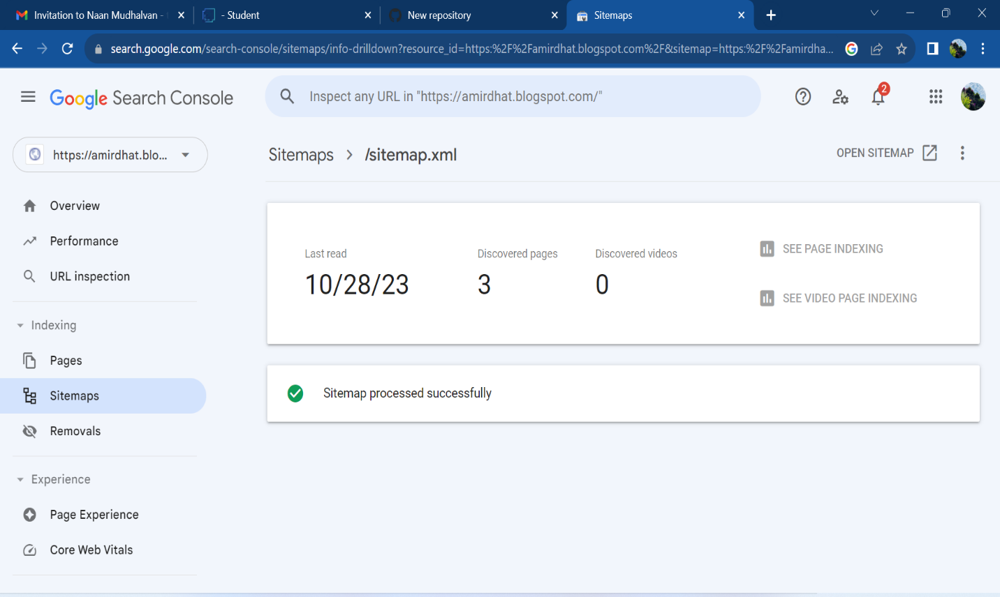 Invitation to Naan Mudhalvan -
- Student
New repository
Sitemaps
search.google.com/search-console/sitemaps/info-drilldown?resource_id=https:%2F%2Famirdhat.blogspot.com%2F&sitemap=https:%2F%2Famirdha...
Google Search Console
Inspect any URL in "https://amirdhat.blogspot.com/"
2
https://amirdhat.blo...
Sitemaps > /sitemap.xml
OPEN SITEMAP
Overview
Performance
URL inspection
Indexing
Pages
Sitemaps
Removals
Experience
Page Experience
Core Web Vitals
Last read
10/28/23
Discovered pages
3
Discovered videos
0
SEE PAGE INDEXING
SEE VIDEO PAGE INDEXING
Sitemap processed successfully